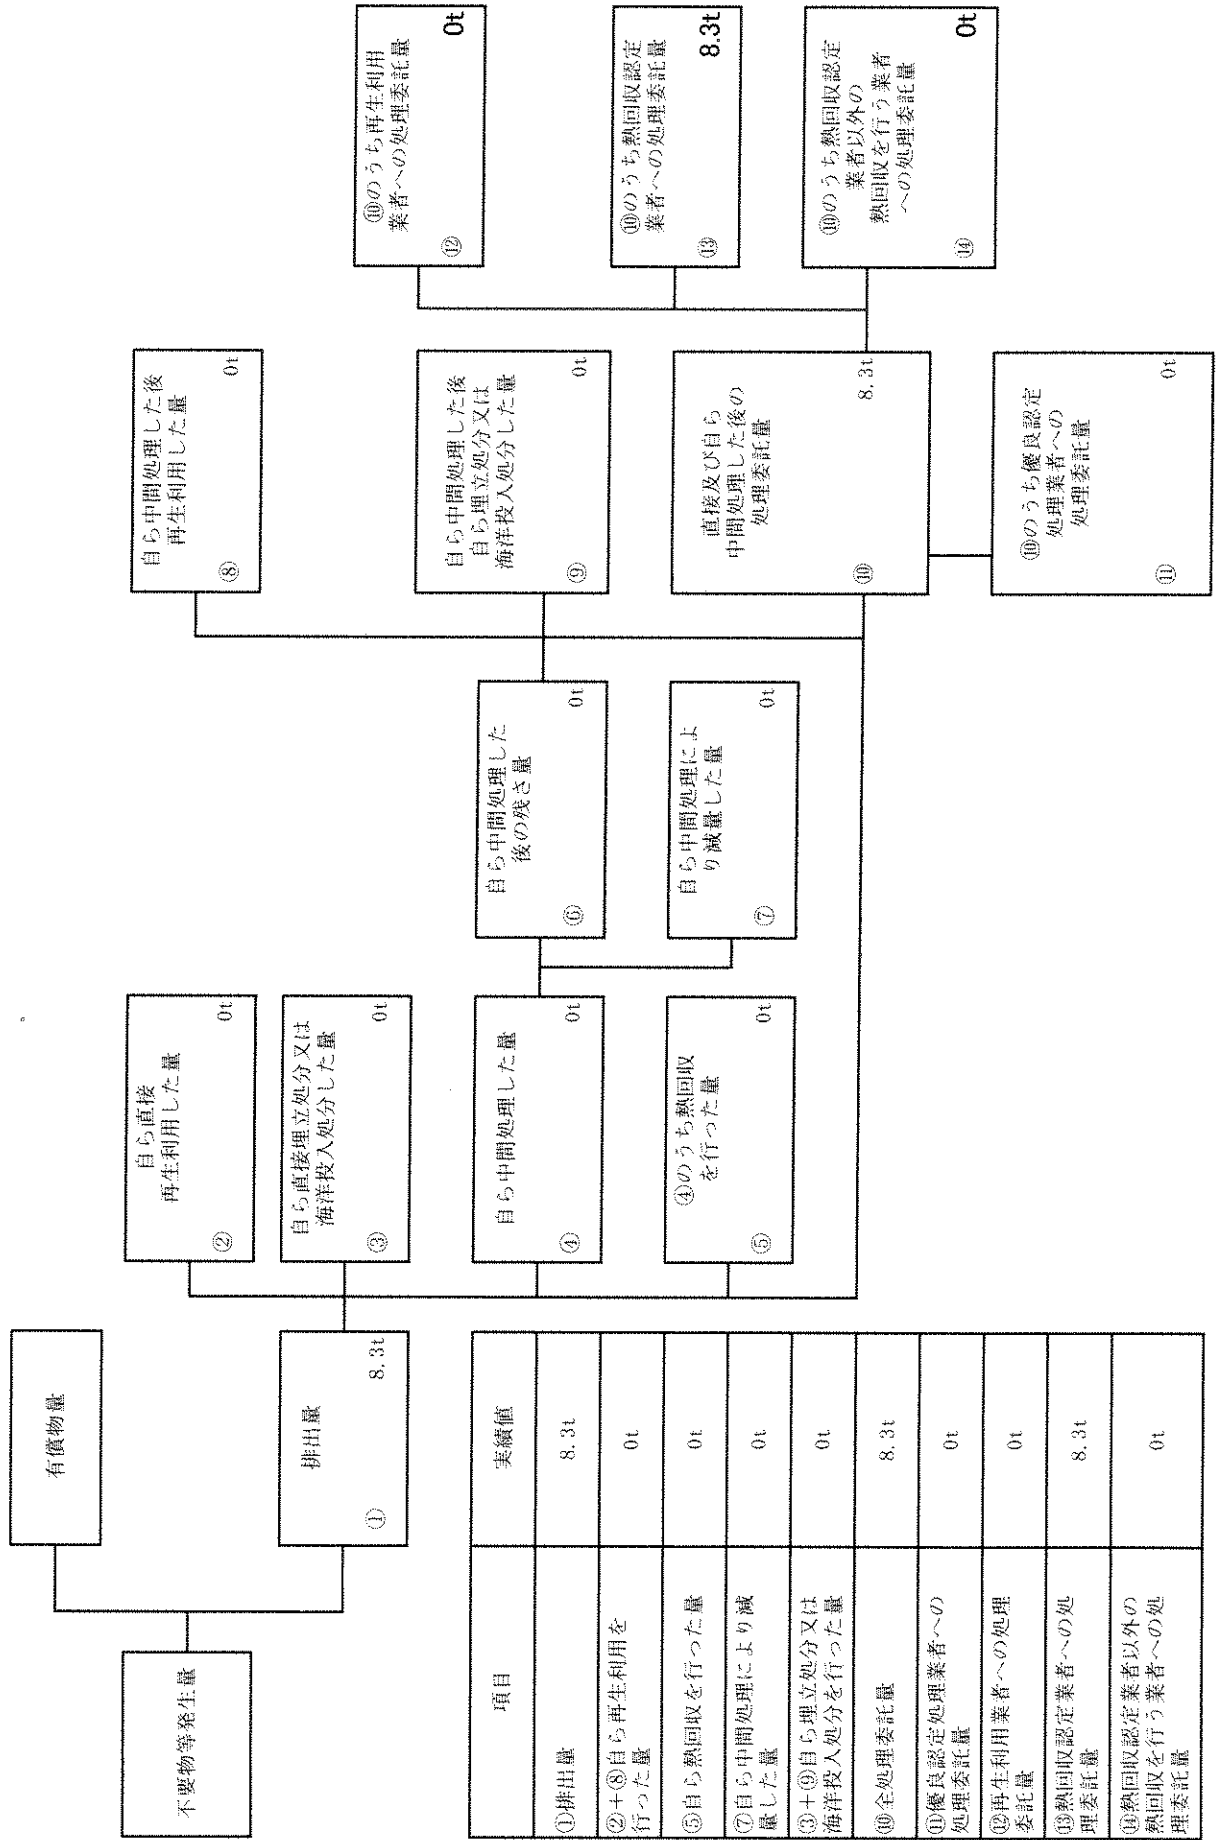 不要物等発生量
有償物量
排出量
①
8.3t
自ら直接
再生利用した量
②
0t
自ら直接埋立処分又は
海洋投入処分した量
③
0t
自ら中間処理した量
④
0t
④のうち熱回収
を行った量
⑤
0t
自ら中間処理した
後の残さ量
⑥
0t
自ら中間処理によ
り減量した量
⑦
0t
自ら中間処理した後
再生利用した量
⑧
0t
自ら中間処理した後
自ら埋立処分又は
海洋投入処分した量
⑨
0t
直接及び自ら
中間処理した後の
処理委託量
⑩
8.3t
⑩のうち優良認定
処理業者への
処理委託量
⑪
0t
⑩のうち再生利用
業者への処理委託量
⑫
0t
⑩のうち熱回収認定
業者への処理委託量
⑬
8.3t
⑩のうち熱回収認定
業者以外の
熱回収を行う業者
への処理委託量
⑭
0t
項目
実績値
①排出量
8.3t
②+⑧自ら再生利用を
行った量
0t
⑤自ら熱回収を行った量
0t
⑦自ら中間処理により減
量した量
0t
③+⑨自ら埋立処分又は
海洋投入処分を行った量
0t
⑩全処理委託量
8.3t
⑪優良認定処理業者への
処理委託量
0t
⑫再生利用業者への処理
委託量
0t
⑬熱回収認定業者への処
理委託量
8.3t
⑭熱回収認定業者以外の
熱回収を行う業者への処
理委託量
0t